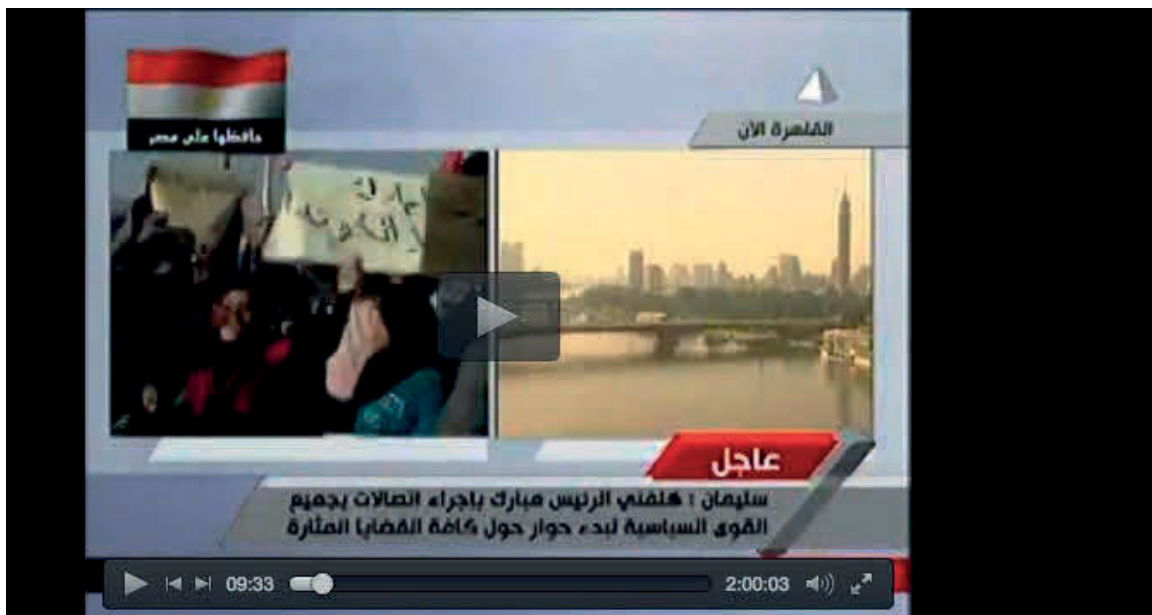 حافظوا على مصر
القاهرة الآن
عاجل
سليمان : كلفني الرئيس مبارك بإجراء اتصالات بجميع
القوى السياسية لبدء حوار حول كافة القضايا المثارة
09:33
2:00:03